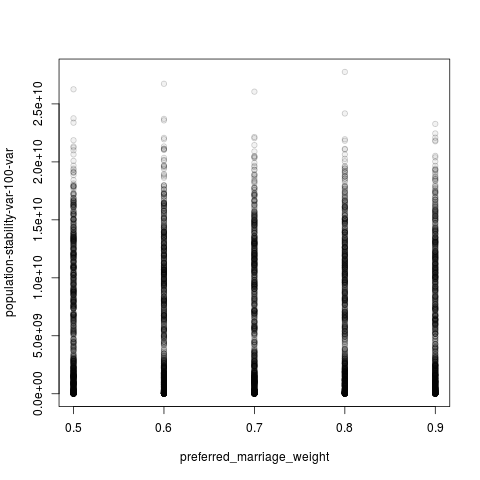 population-stability-var-100-var
2.5e+10
2.0e+10
1.5e+10
1.0e+10
5.0e+09
0.0e+00
0.5 0.6 0.7 0.8 0.9
preferred_marriage_weight